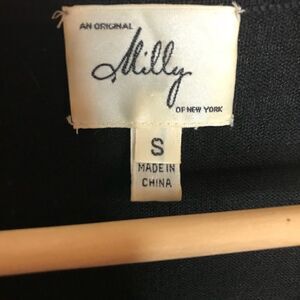 AN ORIGINAL
Milly
OF NEW YORK
S
MADE IN
CHINA